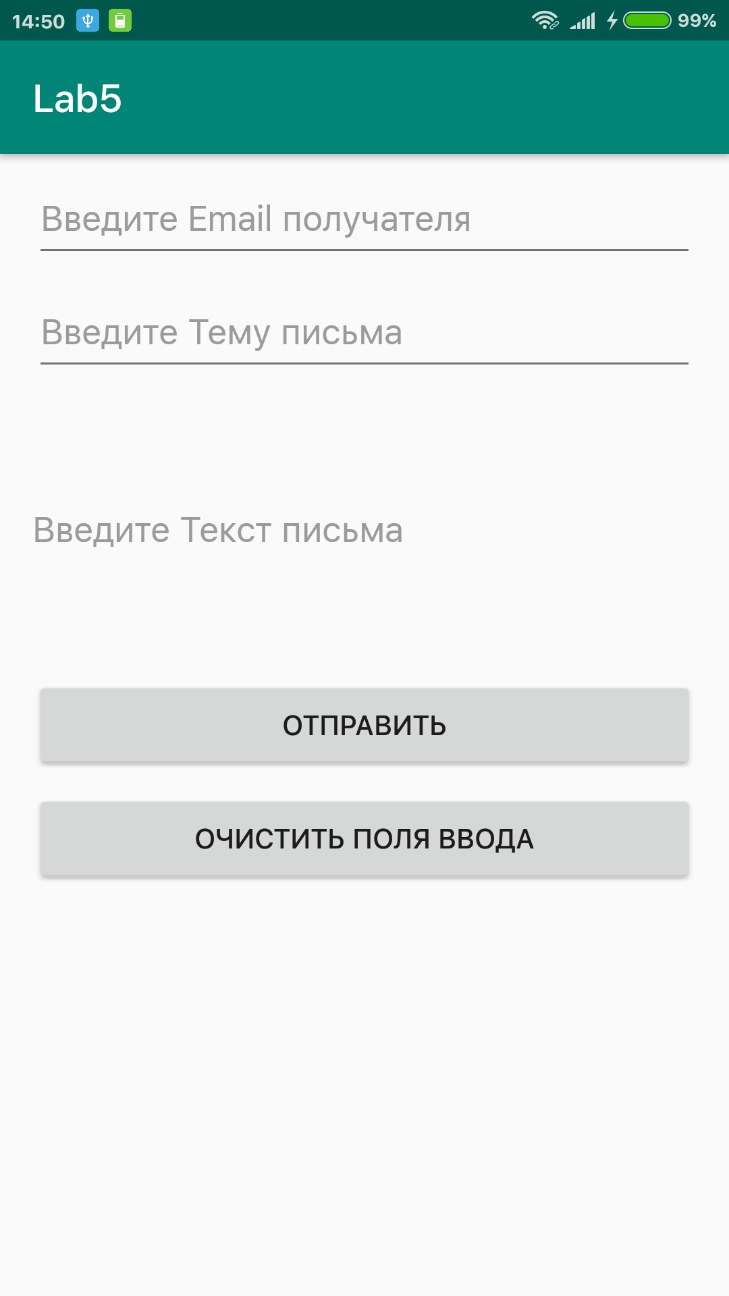 14:50 99%
Lab5
Введите Email получателя
Введите Тему письма
Введите Текст письма
ОТПРАВИТЬ
ОЧИСТИТЬ ПОЛЯ ВВОДА